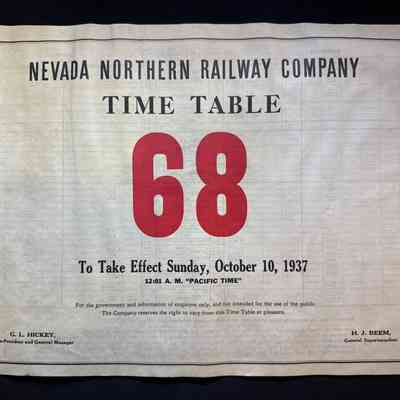 NEVADA NORTHERN RAILWAY COMPANY
TIME TABLE
68
To Take Effect Sunday, October 10, 1937
12:01 A. M. "PACIFIC TIME"
For the government and information of employes only, and not intended for the use of the public.
The Company reserves the right to vary from this Time Table at pleasure.
G. L. HICKEY,
President and General Manager
H. J. BEEM,
General Superintendent